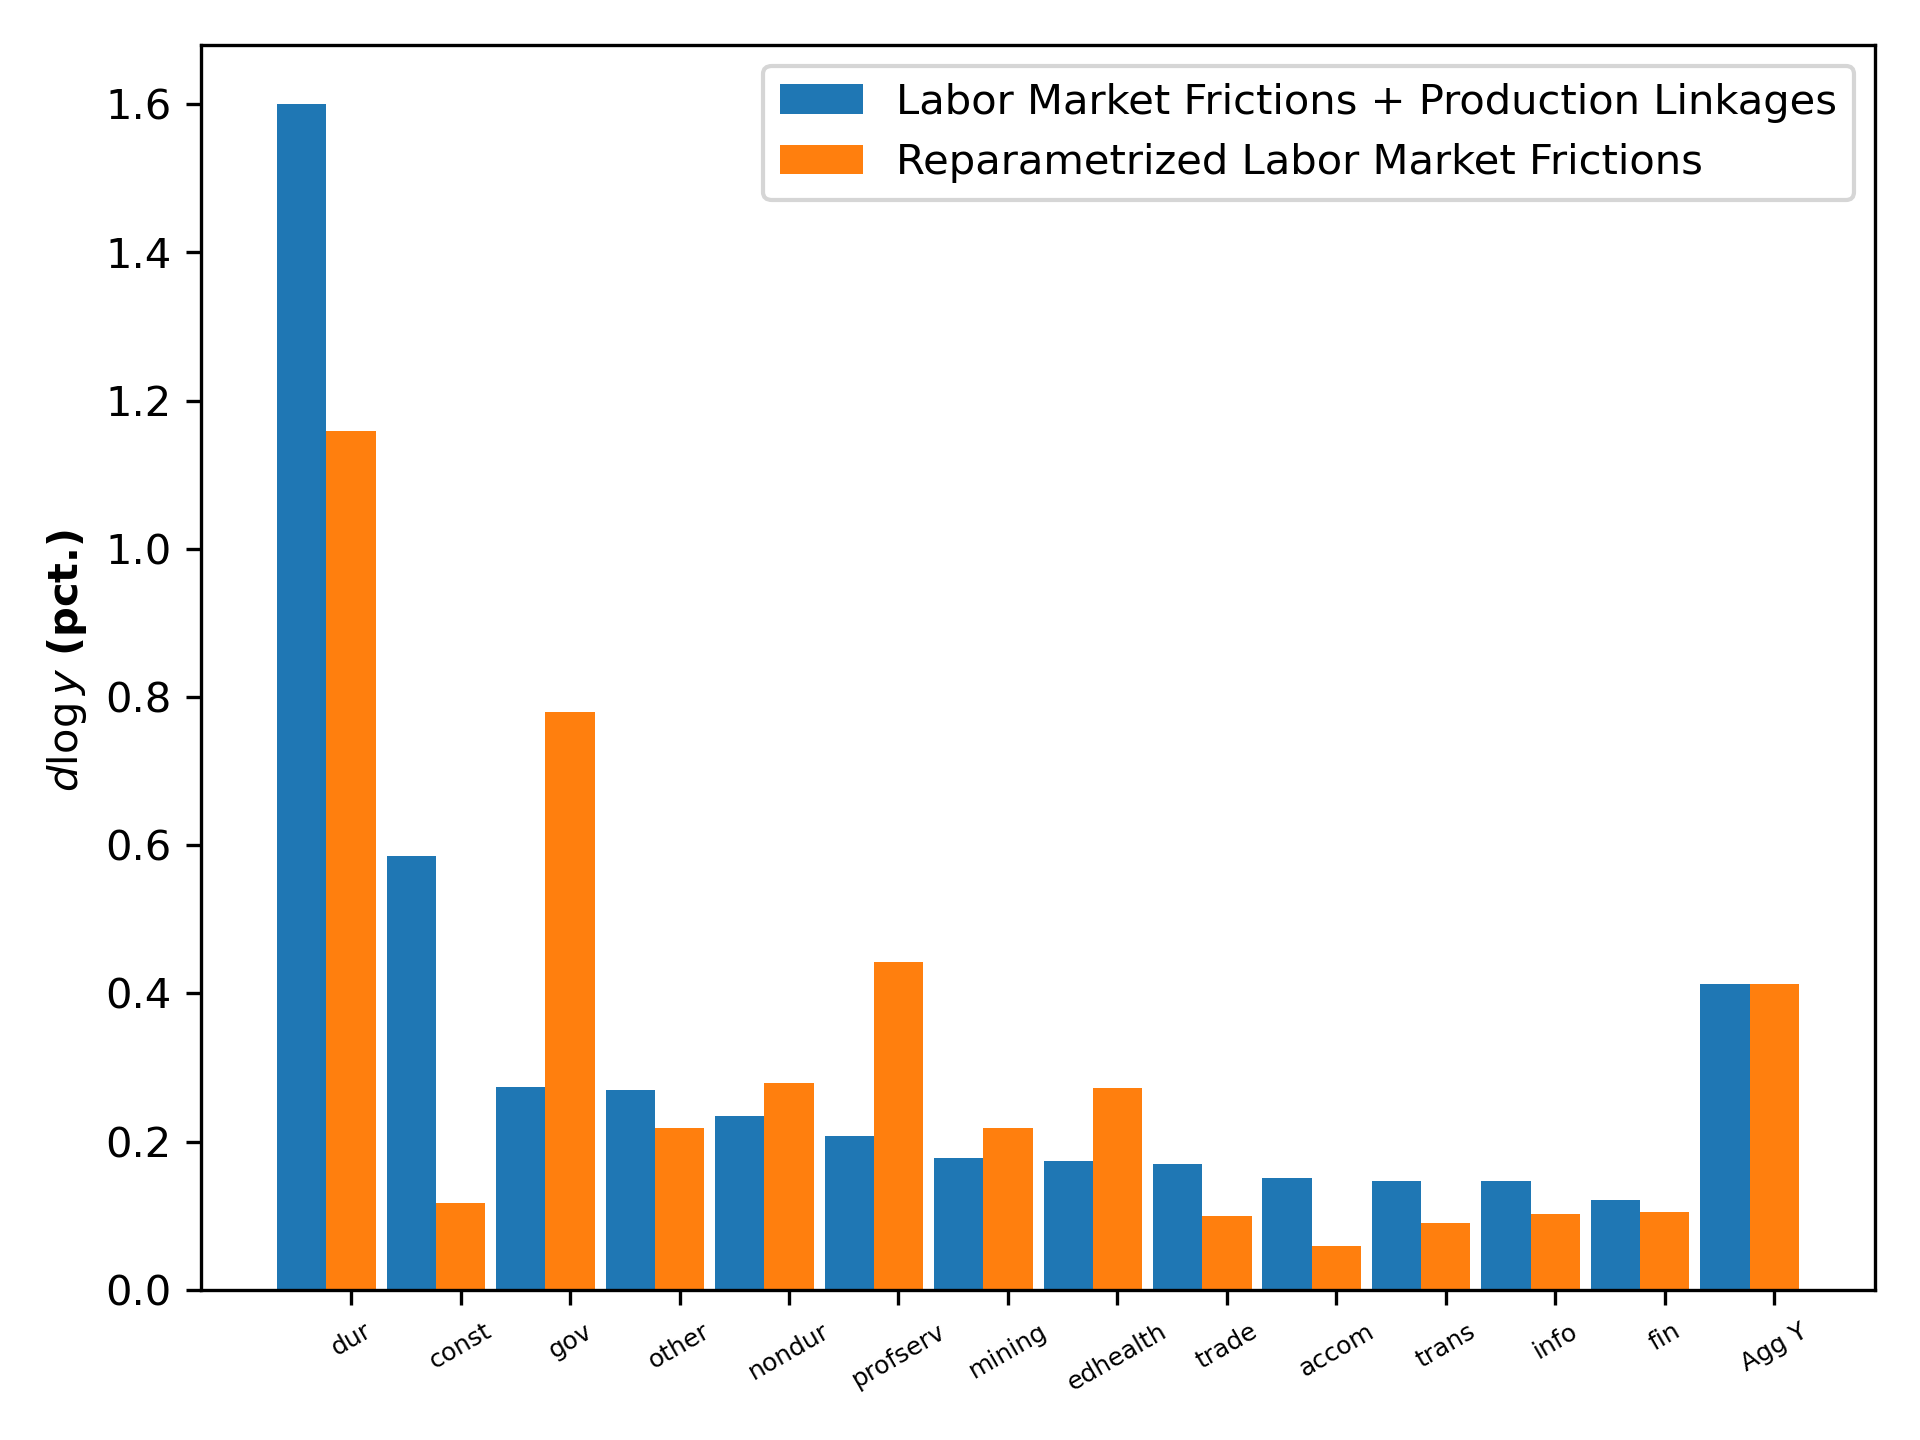 Labor Market Frictions + Production Linkages
Reparametrized Labor Market Frictions
1.6
1.4
1.2
1.0
0.8
0.6
0.4
0.2
0.0
dlog y (pct.)
dur
const
gov
other
nondur
profserv
mining
edhealth
trade
accom
trans
info
fin
Agg Y